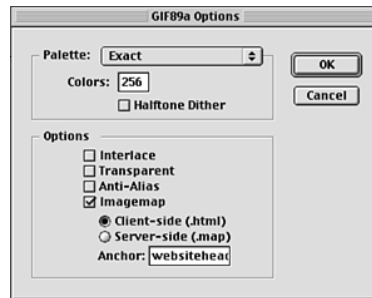 GIF89a Options
Palette: Exact
Colors: 256
Halftone Dither
OK
Cancel
Options
Interlace
Transparent
Anti-Alias
Imagemap
Client-side (.html)
Server-side (.map)
Anchor: websitehead